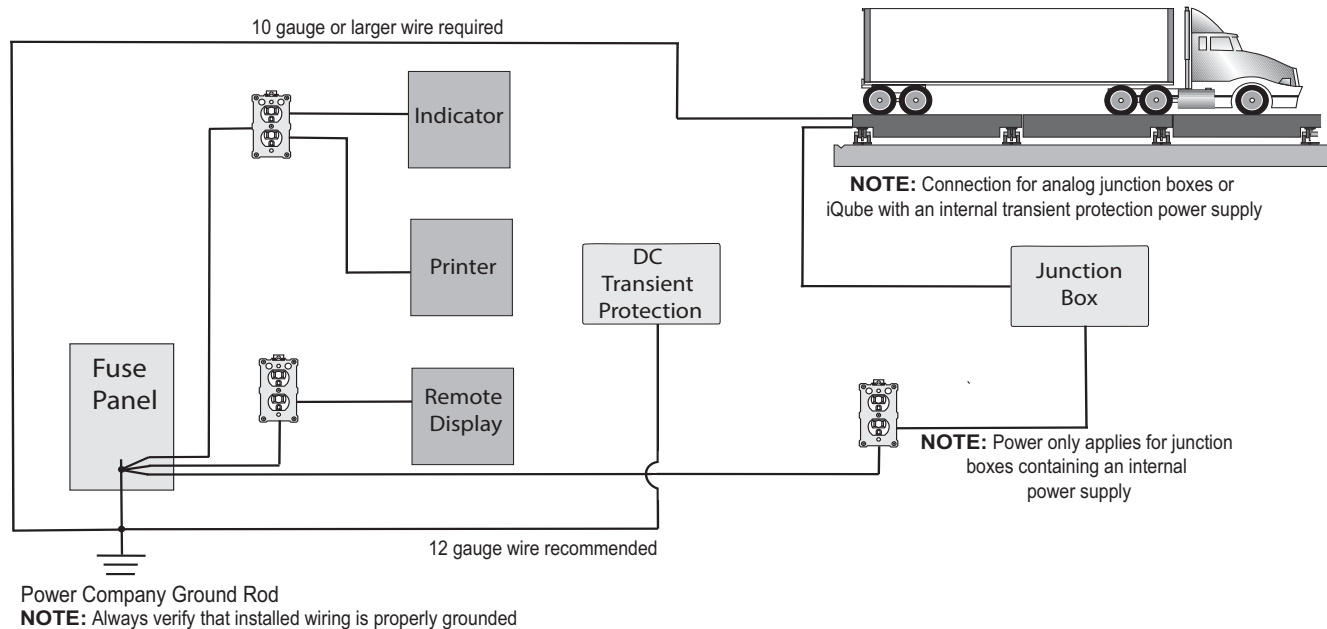 10 gauge or larger wire required
Indicator
NOTE: Connection for analog junction boxes or
iQube with an internal transient protection power supply
Printer
DC
Transient
Protection
Junction
Box
Fuse
Panel
Remote
Display
NOTE: Power only applies for junction
boxes containing an internal
power supply
12 gauge wire recommended
Power Company Ground Rod
NOTE: Always verify that installed wiring is properly grounded